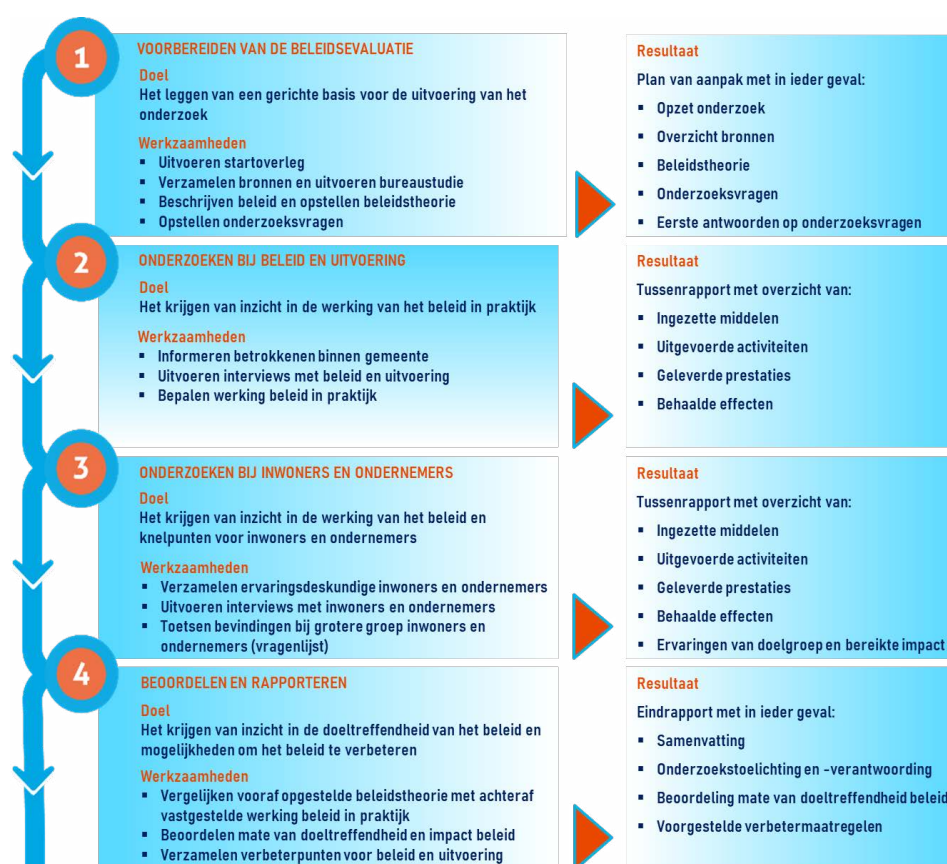 1
VOORBEREIDEN VAN DE BELEIDSEVALUATIE
Doel
Het leggen van een gerichte basis voor de uitvoering van het
onderzoek
Werkzaamheden
▪ Uitvoeren startoverleg
▪ Verzamelen bronnen en uitvoeren bureaustudie
▪ Beschrijven beleid en opstellen beleidstheorie
▪ Opstellen onderzoeksvragen
Resultaat
Plan van aanpak met in ieder geval:
▪ Opzet onderzoek
▪ Overzicht bronnen
▪ Beleidstheorie
▪ Onderzoeksvragen
▪ Eerste antwoorden op onderzoeksvragen
2
ONDERZOEKEN BIJ BELEID EN UITVOERING
Doel
Het krijgen van inzicht in de werking van het beleid in praktijk
Werkzaamheden
▪ Informeren betrokkenen binnen gemeente
▪ Uitvoeren interviews met beleid en uitvoering
▪ Bepalen werking beleid in praktijk
Resultaat
Tussenrapport met overzicht van:
▪ Ingezette middelen
▪ Uitgevoerde activiteiten
▪ Geleverde prestaties
▪ Behaalde effecten
3
ONDERZOEKEN BIJ INWONERS EN ONDERNEMERS
Doel
Het krijgen van inzicht in de werking van het beleid en
knelpunten voor inwoners en ondernemers
Werkzaamheden
▪ Verzamelen ervaringsdeskundige inwoners en ondernemers
▪ Uitvoeren interviews met inwoners en ondernemers
▪ Toetsen bevindingen bij grotere groep inwoners en
ondernemers (vragenlijst)
Resultaat
Tussenrapport met overzicht van:
▪ Ingezette middelen
▪ Uitgevoerde activiteiten
▪ Geleverde prestaties
▪ Behaalde effecten
▪ Ervaringen van doelgroep en bereikte impact
4
BEOORDELEN EN RAPPORTEREN
Doel
Het krijgen van inzicht in de doeltreffendheid van het beleid en
mogelijkheden om het beleid te verbeteren
Werkzaamheden
▪ Vergelijken vooraf opgestelde beleidstheorie met achteraf
vastgestelde werking beleid in praktijk
▪ Beoordelen mate van doeltreffendheid en impact beleid
▪ Verzamelen verbeterpunten voor beleid en uitvoering
Resultaat
Eindrapport met in ieder geval:
▪ Samenvatting
▪ Onderzoekstoelichting en -verantwoording
▪ Beoordeling mate van doeltreffendheid beleid
▪ Voorgestelde verbetermaatregelen